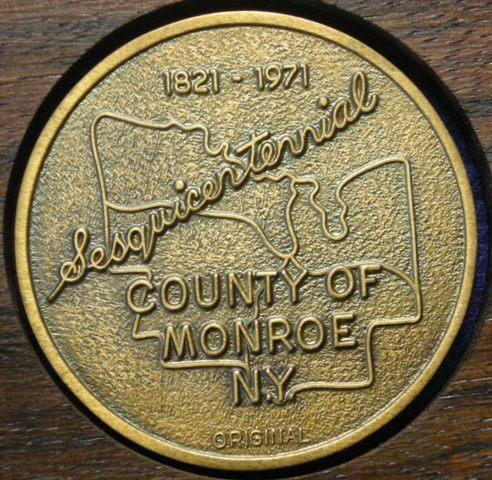 1821 - 1971
Sesquicentennial
COUNTY OF
MONROE
N.Y.
ORIGINAL